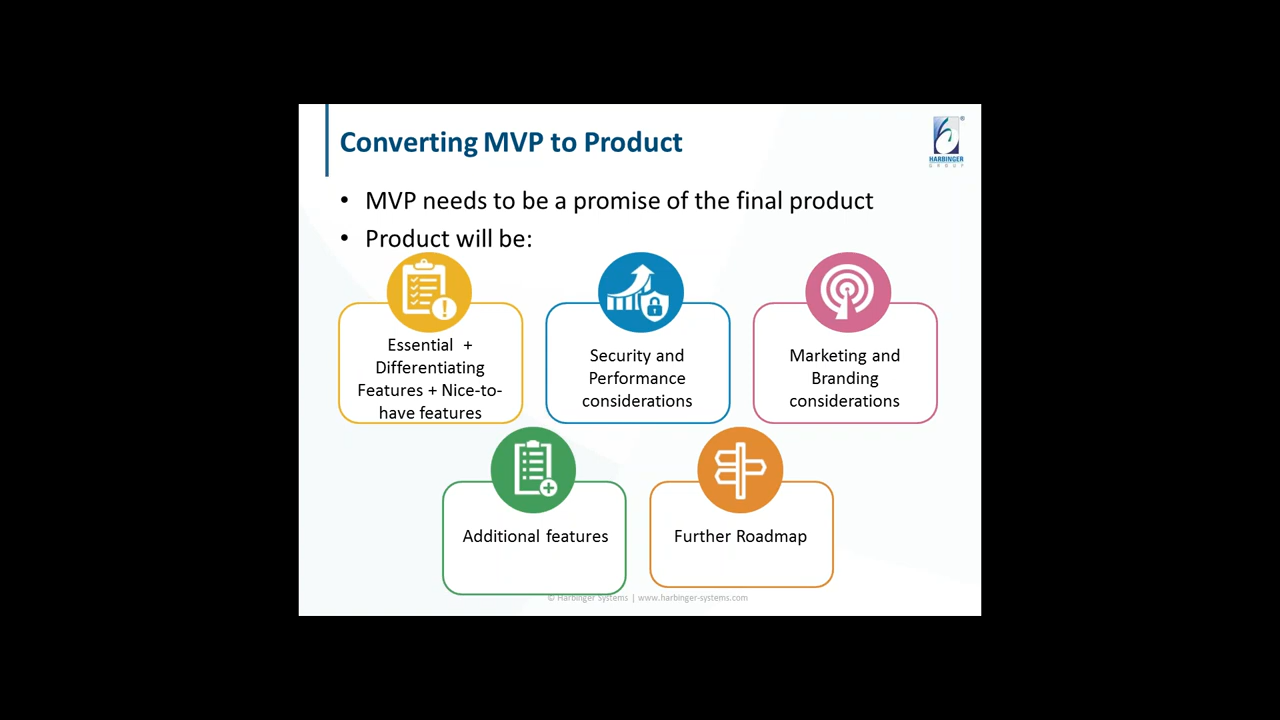 Converting MVP to Product
®
HARBINGER
GROUP
• MVP needs to be a promise of the final product
• Product will be:
Essential +
Differentiating
Features + Nice-to-
have features
Security and
Performance
considerations
Marketing and
Branding
considerations
Additional features
Further Roadmap
© Harbinger Systems | www.harbinger-systems.com